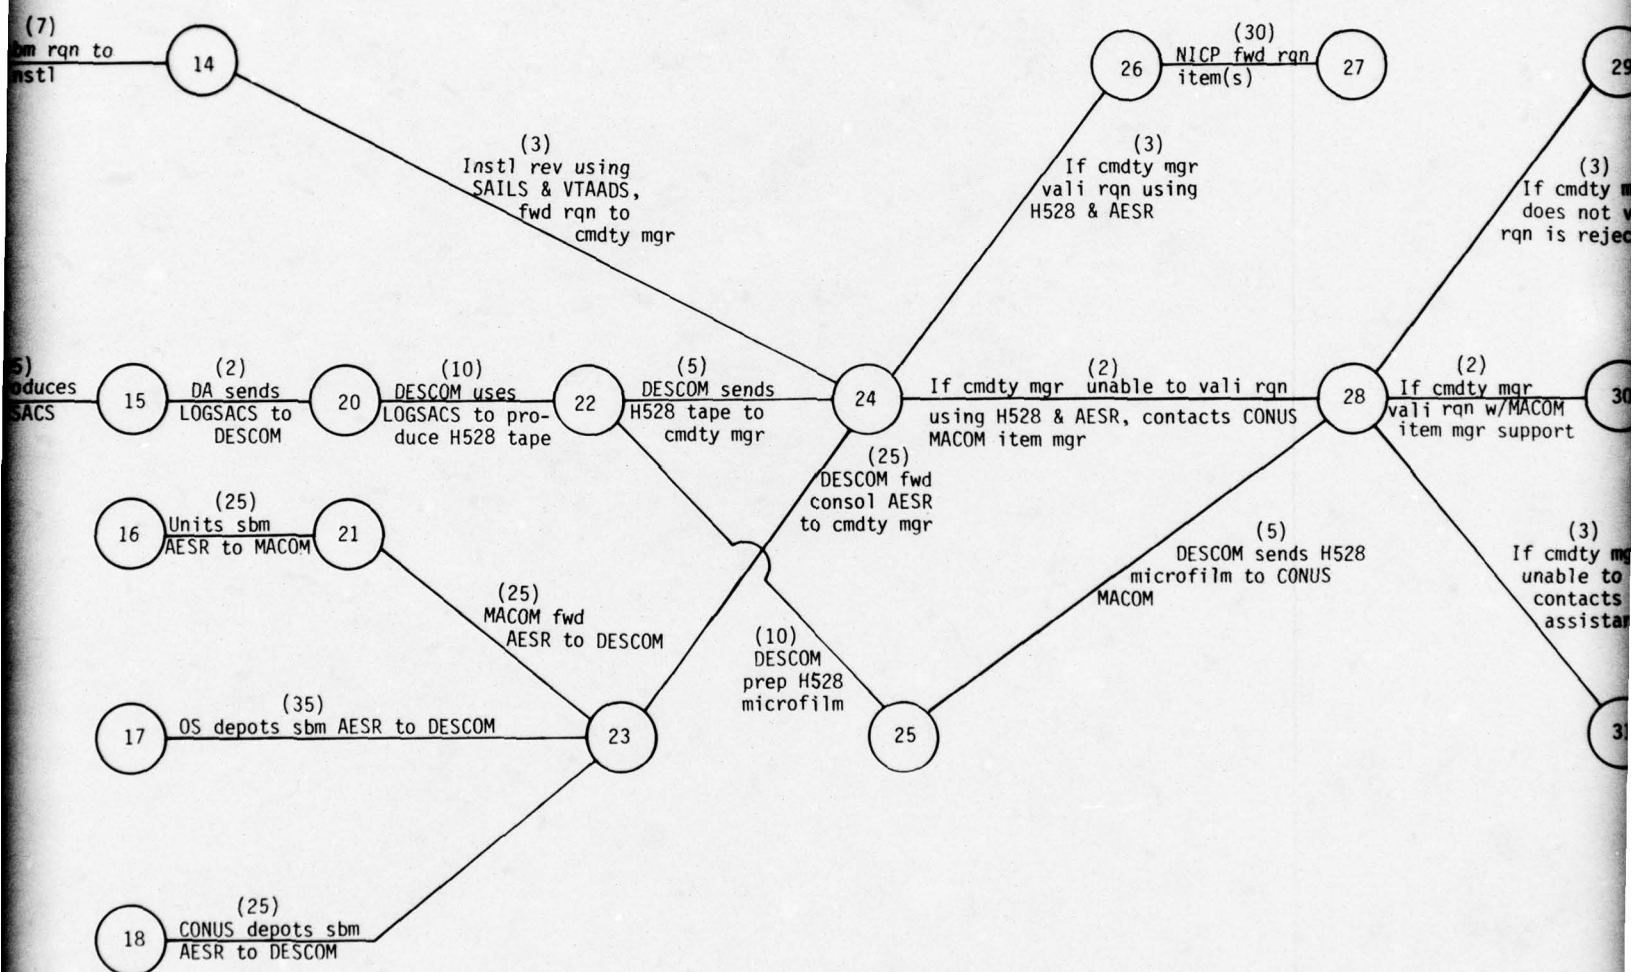 (7)
rqn to
14
(3)
Instl rev using
SAILS & VTAADS,
fwd rqn to
cmdty mgr
26
(30)
NICP fwd rqn
item(s)
27
29
(3)
If cmdty mgr
vali rqn using
H528 & AESR
(3)
If cmdty
does not
rqn is
15
(2)
DA sends
LOGSACS to
DESCOM
20
(10)
DESCOM uses
LOGSACS to pro-
duce H528 tape
22
(5)
DESCOM sends
H528 tape to
cmdty mgr
24
(2)
If cmdty mgr unable to vali rqn
using H528 & AESR, contacts CONUS
MACOM item mgr
28
(2)
If cmdty mgr
vali rqn w/MACOM
item mgr support
30
16
(25)
Units sbm
AESR to MACOM
21
(25)
MACOM fwd
AESR to DESCOM
(25)
DESCOM fwd
consol AESR
to cmdty mgr
(5)
DESCOM sends H528
microfilm to CONUS
MACOM
(3)
If cmdty
unable to
contacts
17
(35)
OS depots sbm AESR to DESCOM
23
(10)
DESCOM
prep H528
microfilm
25
18
(25)
CONUS depots sbm
AESR to DESCOM